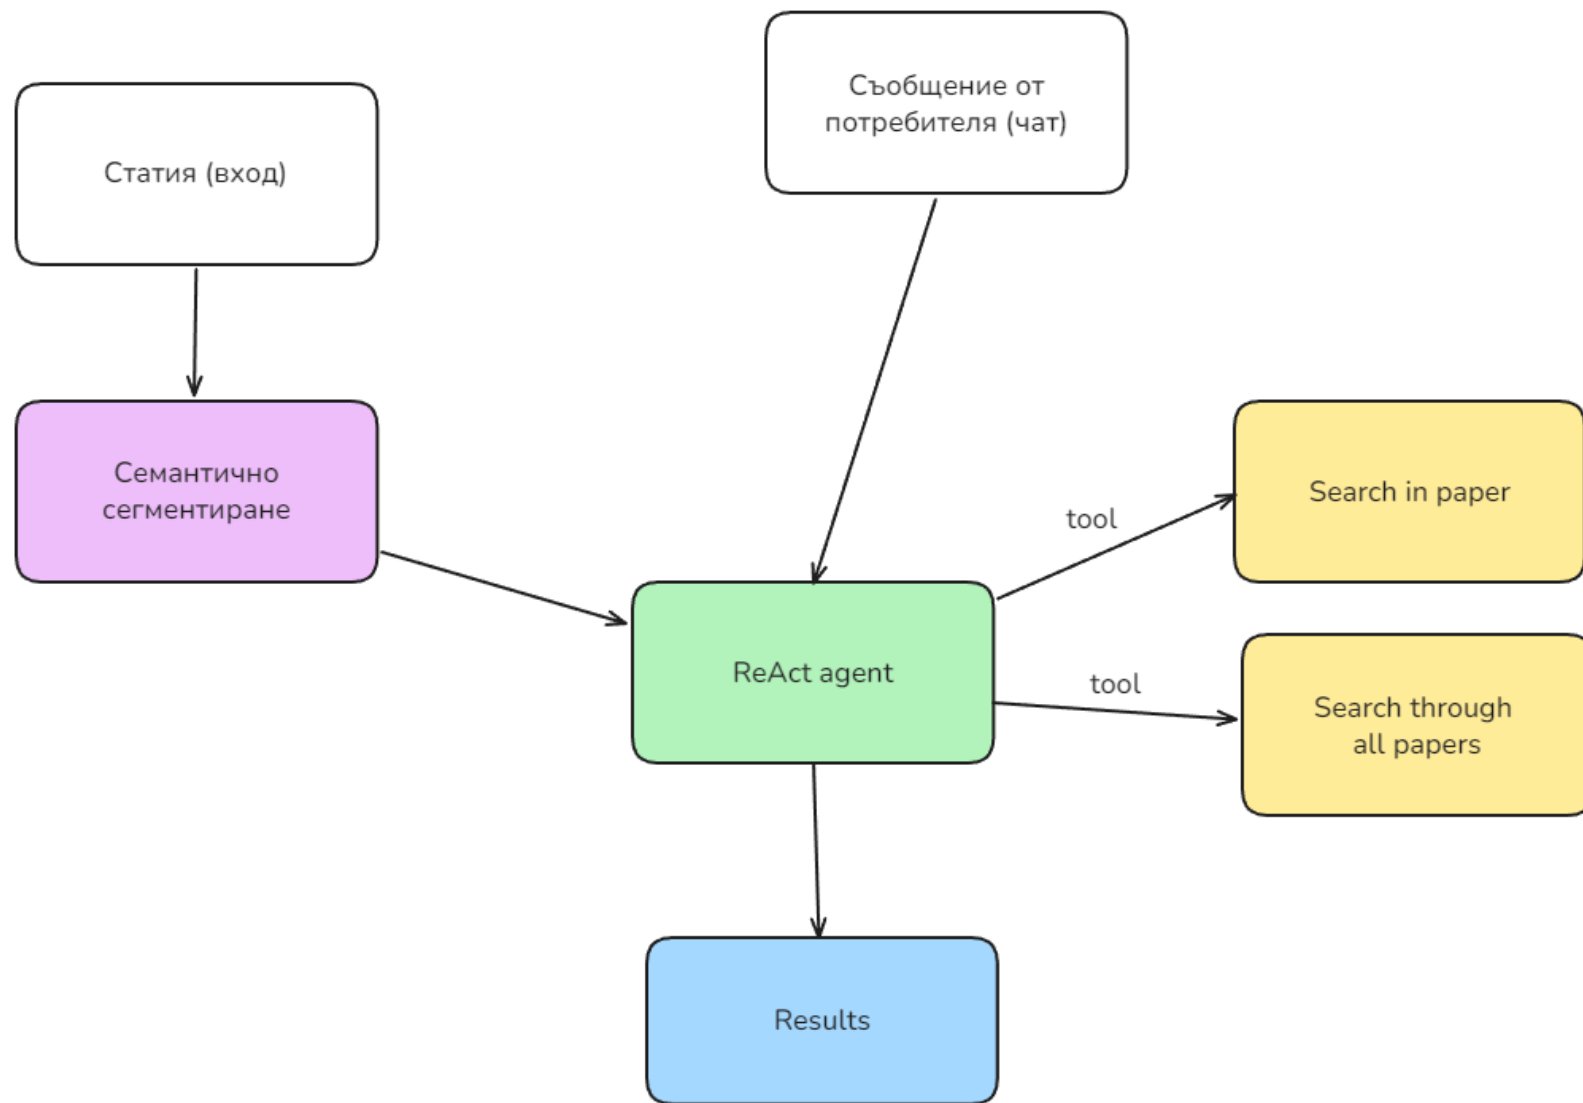 Съобщение от
потребителя (чат)
Статия (вход)
Семантично
сегментиране
Search in paper
tool
ReAct agent
tool
Search through
all papers
Results